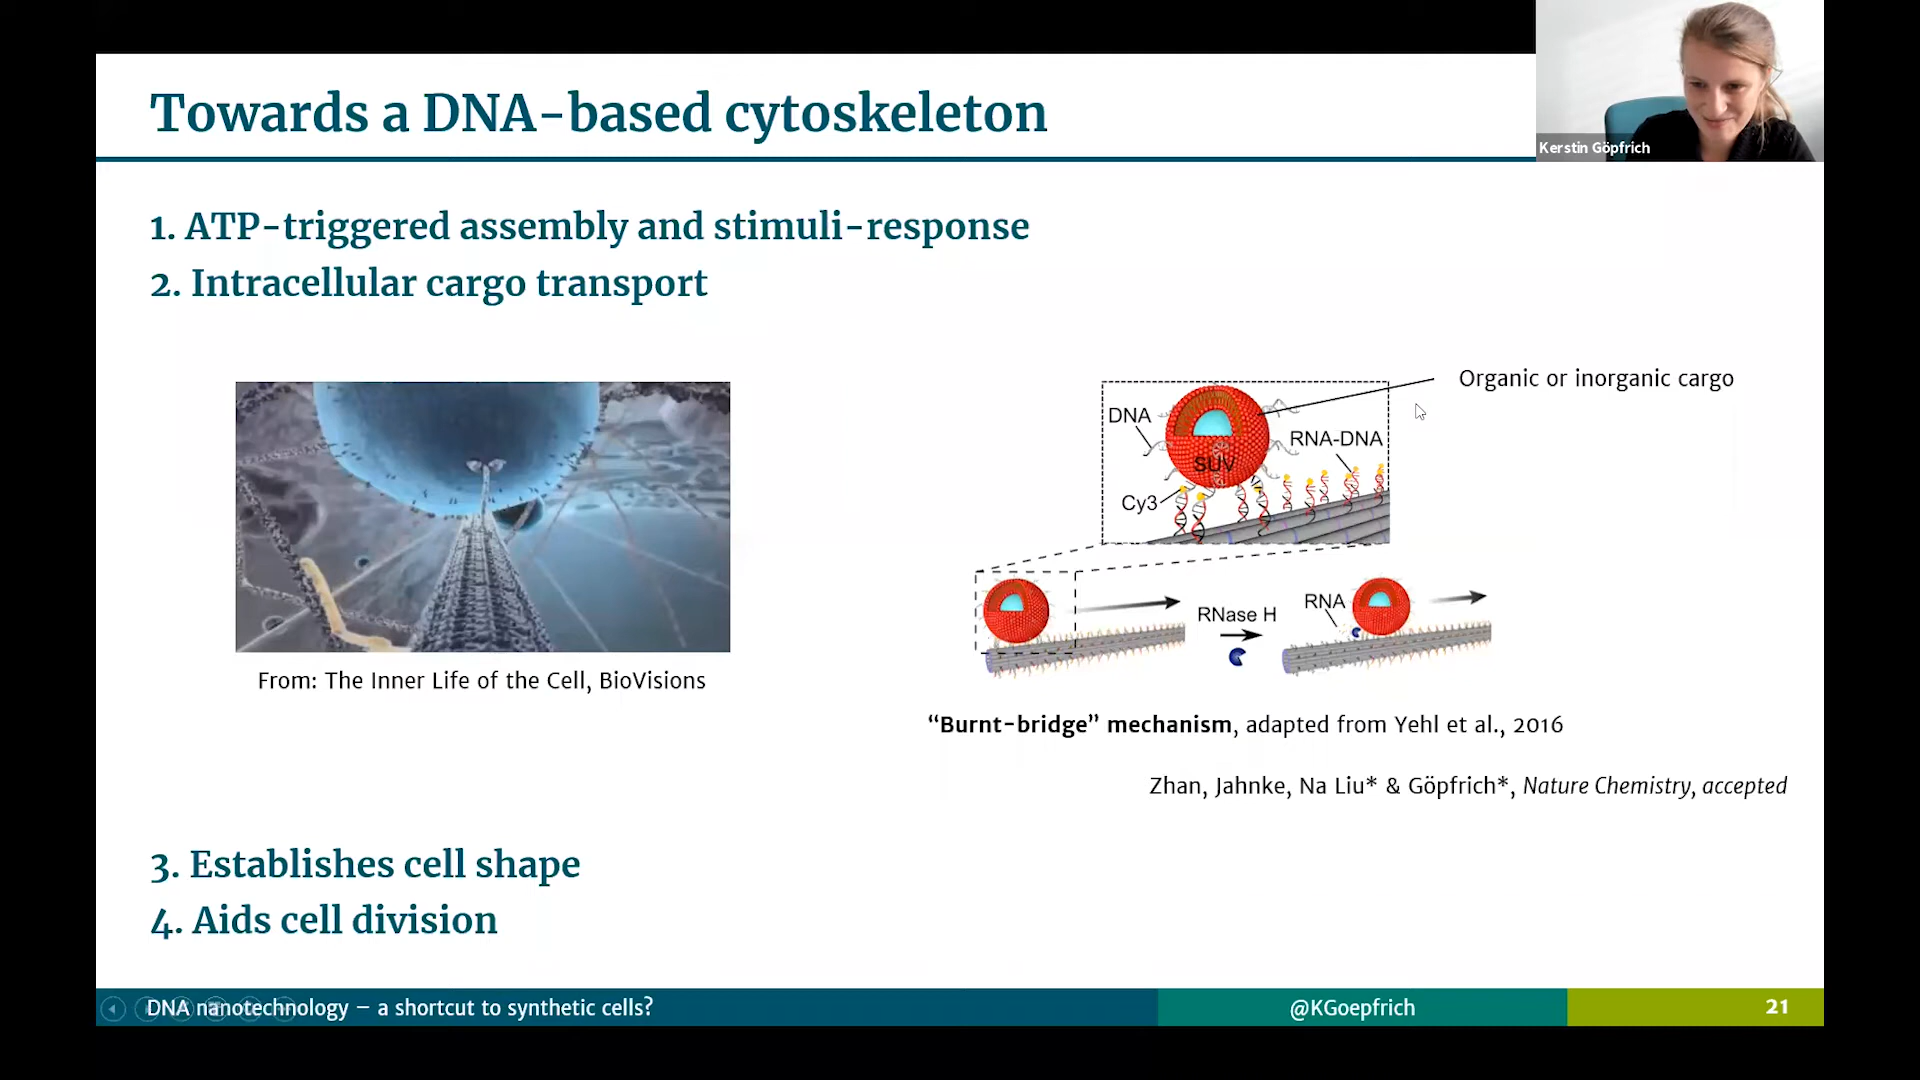 Towards a DNA-based cytoskeleton
Kerstin Göpfrich
1. ATP-triggered assembly and stimuli-response
2. Intracellular cargo transport
Organic or inorganic cargo
DNA
RNA-DNA
SUV
Cy3
RNase H
RNA
From: The Inner Life of the Cell, BioVisions
“Burnt-bridge” mechanism, adapted from Yehl et al., 2016
Zhan, Jahnke, Na Liu* & Göpfrich*, Nature Chemistry, accepted
3. Establishes cell shape
4. Aids cell division
DNA nanotechnology – a shortcut to synthetic cells?
@KGoepfrich
21